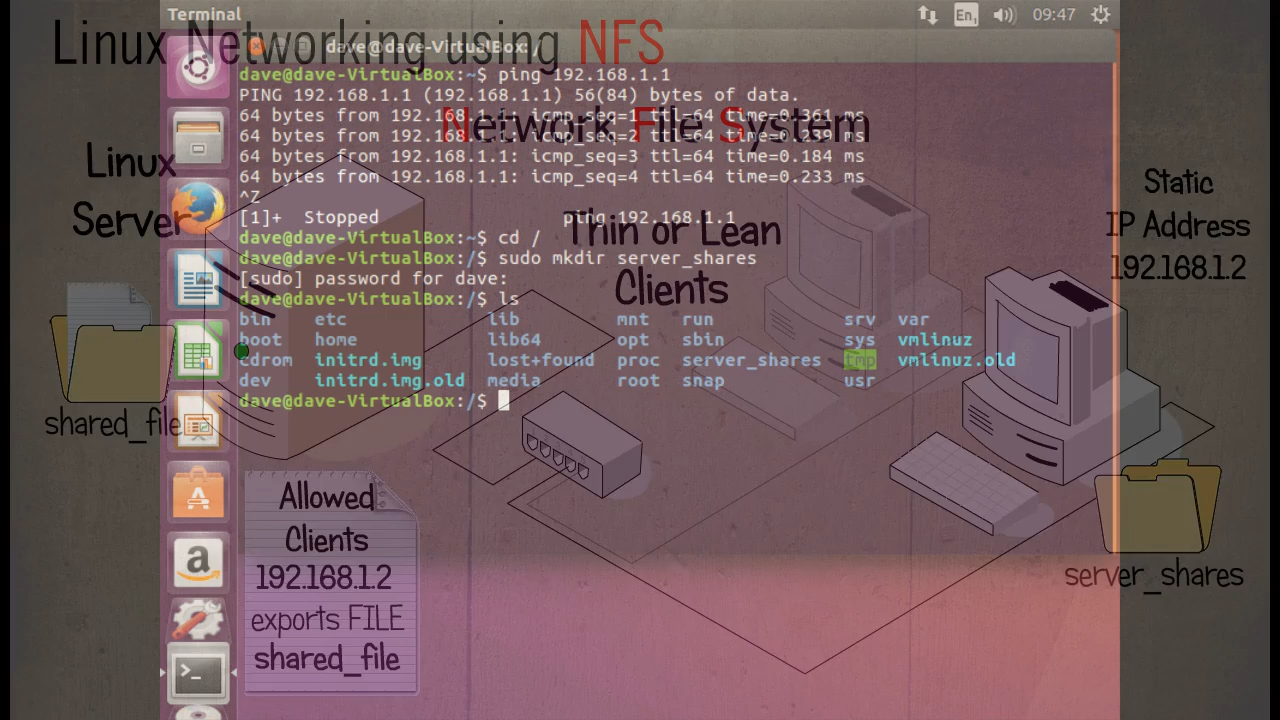 Terminal
En
09:47
Linux Networking using NFS
dave@dave-VirtualBox: /
dave@dave-VirtualBox:~$ ping 192.168.1.1
PING 192.168.1.1 (192.168.1.1) 56(84) bytes of data.
64 bytes from 192.168.1.1: icmp_seq=1 ttl=64 time=0.361 ms
64 bytes from 192.168.1.1: icmp_seq=2 ttl=64 ms
64 bytes from 192.168.1.1: icmp_seq=3 ttl=64 time=0.184 ms
64 bytes from 192.168.1.1: icmp_seq=4 ttl=64 time=0.233 ms
^Z
[1]+  Stopped                 ping 192.168.1.1
dave@dave-VirtualBox:~$ cd /
dave@dave-VirtualBox:/$ sudo mkdir server_shares
[sudo] password for dave:
dave@dave-VirtualBox:/$ ls
bin    etc             lib         mnt   run            srv  var
boot   home            lib64       opt   sbin           sys  vmlinuz
cdrom  initrd.img      lost+found  proc  server_shares  tmp  vmlinuz.old
dev    initrd.img.old  media       root  snap           usr
dave@dave-VirtualBox:/$
Network File System
Linux
Server
shared_file
Thin or Lean
Clients
Static
IP Address
192.168.1.2
server_shares
Allowed
Clients
192.168.1.2
exports FILE
shared_file